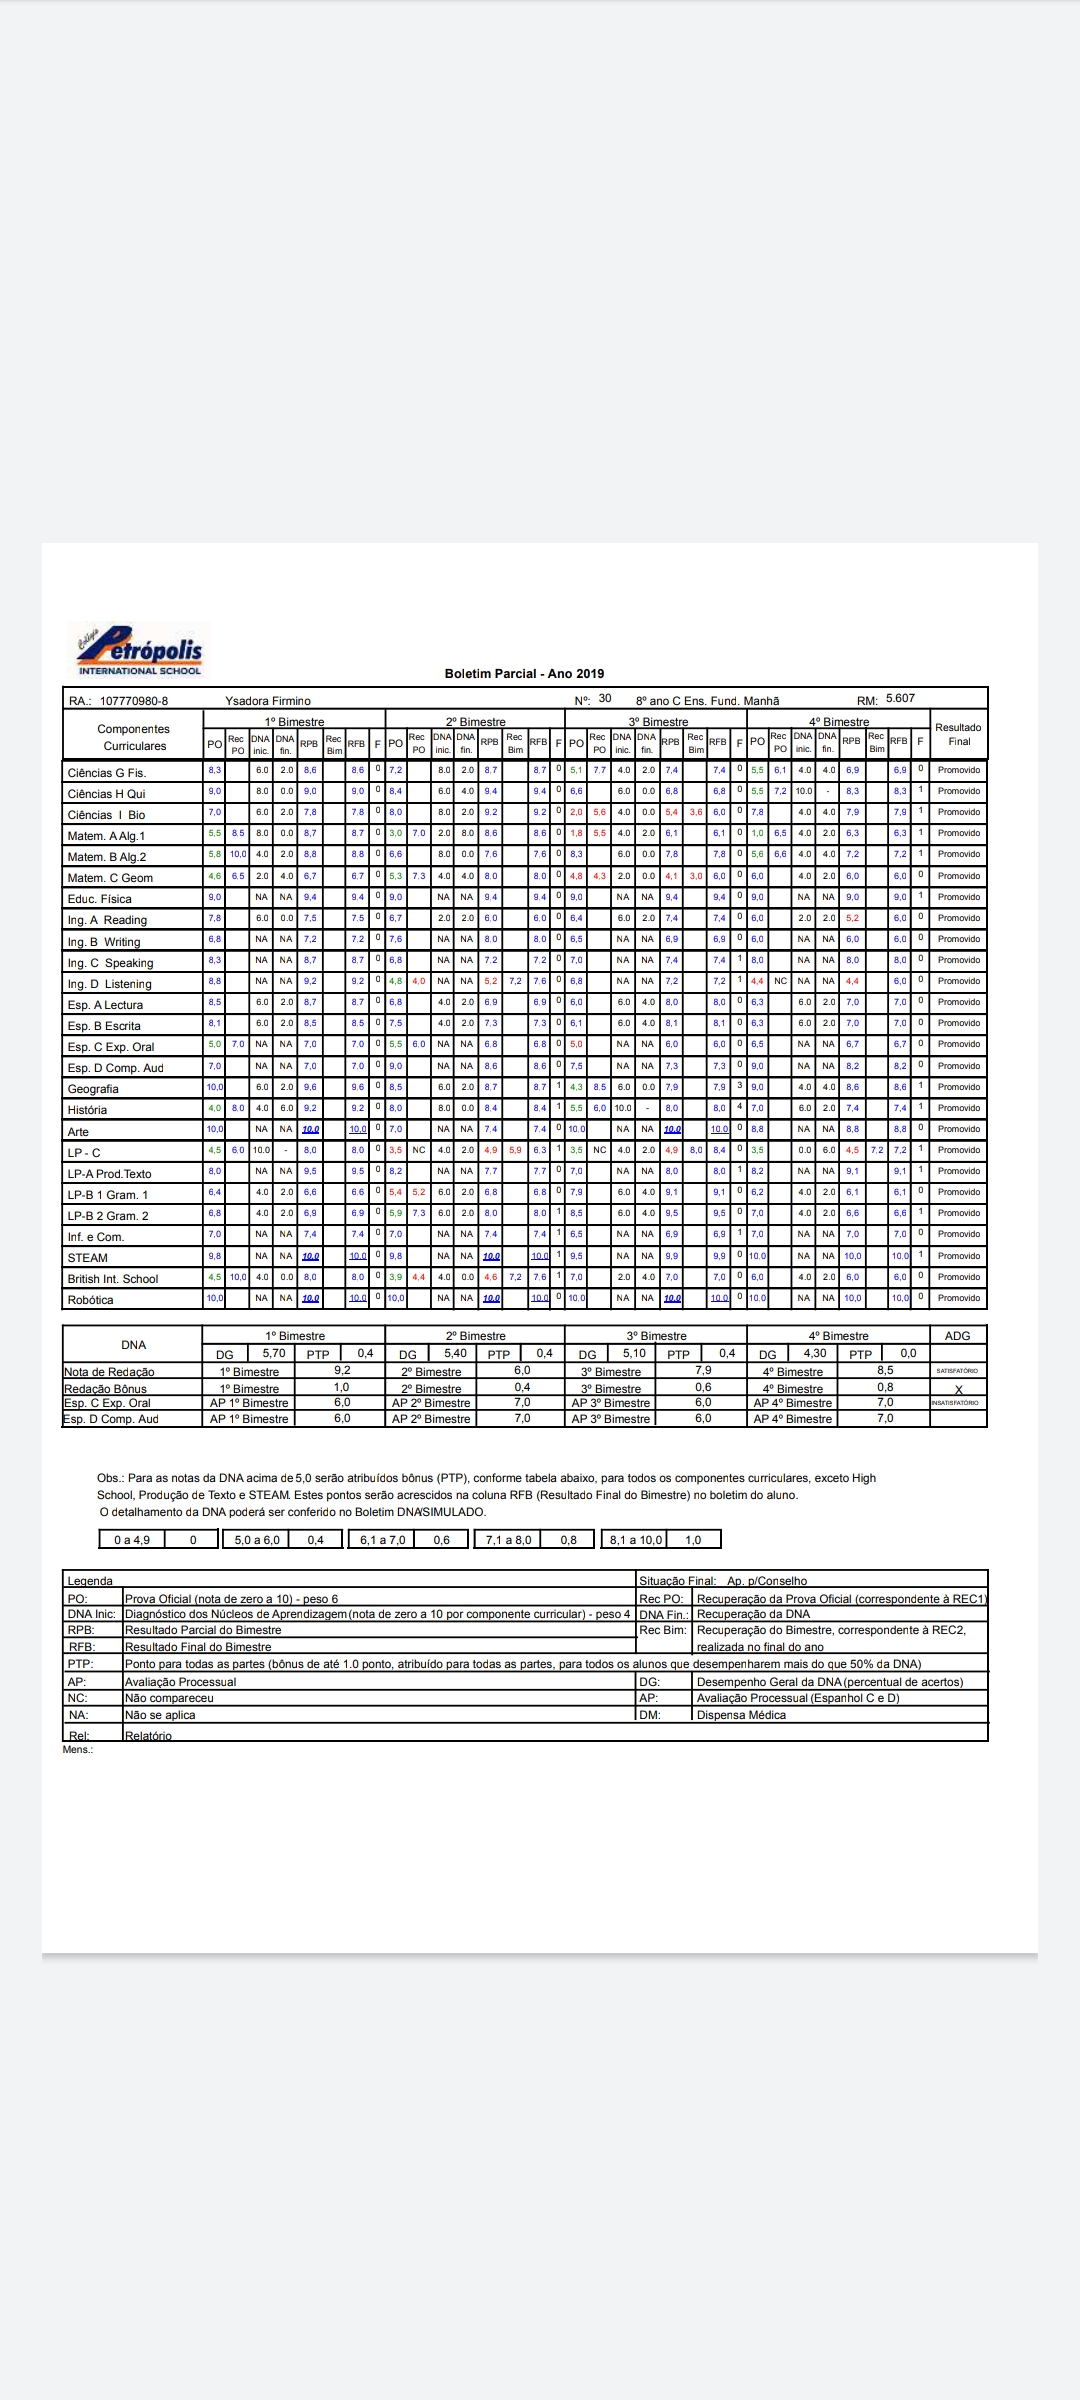 Colégio
Petrópolis
INTERNATIONAL SCHOOL
Boletim Parcial - Ano 2019
RA.: 107770980-8 Ysadora Firmino Nº: 30 8º ano C Ens. Fund. Manhã RM: 5.607
Componentes Curriculares 1º Bimestre 2º Bimestre 3º Bimestre 4º Bimestre Resultado Final
PO Rec PO DNA inic. DNA fin. RPB Rec Bim RFB F PO Rec PO DNA inic. DNA fin. RPB Rec Bim RFB F PO Rec PO DNA inic. DNA fin. RPB Rec Bim RFB F PO Rec PO DNA inic. DNA fin. RPB Rec Bim RFB F
Ciências G Fis. 8,3 6.0 2.0 8,6 8.6 0 7,2 8.0 2.0 8,7 8.7 0 5,1 7,7 4.0 2.0 7,4 7,4 0 5,5 6,1 4.0 4.0 6,9 6,9 0 Promovido
Ciências H Qui 9,0 8.0 0.0 9,0 9.0 0 8,4 6.0 4.0 9.4 9.4 0 6,6 6.0 0.0 6,8 6,8 0 5,5 7,2 10.0 - 8,3 8,3 1 Promovido
Ciências I Bio 7,0 6.0 2.0 7,8 7.8 0 8,0 8.0 2.0 9,2 9.2 0 2,0 5,6 4.0 0.0 5,4 3,6 6,0 0 7,8 4.0 4.0 7,9 7,9 1 Promovido
Matem. A Alg.1 5,5 8.5 8.0 0.0 8,7 8.7 0 3,0 7.0 2.0 8.0 8,6 8.6 0 1,8 5,5 4.0 2.0 6,1 6,1 0 1,0 6,5 4.0 2.0 6,3 6,3 1 Promovido
Matem. B Alg.2 5,8 10,0 4.0 2.0 8,8 8.8 0 6,6 8.0 0.0 7.6 7.6 0 8,3 6.0 0.0 7,8 7,8 0 5,6 6,6 4.0 2.0 7,2 7,2 1 Promovido
Matem. C Geom 4,6 6.5 2.0 4.0 6,7 6.7 0 5,3 7.3 4.0 4.0 8,0 8.0 0 4,8 4,3 2.0 0.0 4,1 3,0 6,0 0 6,0 4.0 2.0 6,0 6,0 0 Promovido
Educ. Física 9,0 NA NA 9,4 9.4 0 9,0 NA NA 9.4 9.4 0 9,0 NA NA 9.4 9.4 0 9,0 NA NA 9,0 9,0 1 Promovido
Ing. A Reading 7,8 6.0 0.0 7,5 7.5 0 6,7 2.0 2.0 6,0 6.0 0 6,4 6.0 2.0 7,4 7,4 0 6,0 2.0 2.0 5,2 6,0 0 Promovido
Ing. B Writing 6,8 NA NA 7,2 7.2 0 7,6 NA NA 8.0 8.0 0 6,5 NA NA 6,9 6,9 0 6,0 NA NA 6,0 6,0 0 Promovido
Ing. C Speaking 8,3 NA NA 8,7 8.7 0 6,8 NA NA 7.2 7.2 0 7,0 NA NA 7,4 7,4 1 8,0 NA NA 8,0 8,0 0 Promovido
Ing. D Listening 8,8 NA NA 9,2 9.2 0 4,8 4,0 NA NA 5,2 7,2 7.6 0 6,8 NA NA 7,2 7,2 1 4,4 NC NA NA 4,4 6,0 0 Promovido
Esp. A Lectura 8,5 6.0 2.0 8,7 8.7 0 6,8 4.0 2.0 6.9 6.9 0 6,0 6.0 4.0 8,0 8,0 0 6,3 6.0 2.0 7,0 7,0 0 Promovido
Esp. B Escrita 8,1 6.0 2.0 8,5 8.5 0 7,5 4.0 2.0 7.3 7.3 0 6,1 6.0 4.0 8,1 8,1 0 6,3 6.0 2.0 7,0 7,0 0 Promovido
Esp. C Exp. Oral 5,0 7.0 NA NA 7,0 7.0 0 5,5 6.0 NA NA 6.8 6.8 0 5,0 NA NA 6,0 6,0 0 6,5 NA NA 6,7 6,7 0 Promovido
Esp. D Comp. Aud 7,0 NA NA 7,0 7.0 0 9,0 NA NA 8.6 8.6 0 7,5 NA NA 7,3 7,3 0 9,0 NA NA 8,2 8,2 0 Promovido
Geografia 10,0 6.0 2.0 9,6 9.6 0 8,5 6.0 2.0 8.7 8.7 1 4,3 8,5 6.0 0.0 7,9 7,9 3 9,0 4.0 4.0 8,6 8,6 1 Promovido
História 4,0 8,0 4.0 6.0 9,2 9.2 0 8,0 8.0 0.0 8.4 8.4 1 5,5 6,0 10.0 - 8,0 8,0 4 7,0 6.0 2.0 7,4 7,4 1 Promovido
Arte 10,0 NA NA 10.0 10,0 0 7,0 NA NA 7.4 7.4 0 10,0 NA NA 10.0 10.0 0 8,8 NA NA 8,8 8,8 0 Promovido
LP - C 4,5 6.0 10.0 - 8,0 8.0 0 3,5 NC 4.0 2.0 4,9 5,9 6,3 1 3,5 NC 4.0 2.0 4,9 8,0 8,4 0 3,5 0.0 6.0 4,5 7.2 7,2 1 Promovido
LP-A Prod.Texto 8,0 NA NA 9,5 9.5 0 8,2 NA NA 7.7 7.7 0 7,0 NA NA 8,0 8,0 1 8,2 NA NA 9,1 9,1 1 Promovido
LP-B 1 Gram. 1 6,4 4.0 2.0 6,6 6.6 0 5,4 5,2 6.0 2.0 6,8 6.8 0 7,9 6.0 4.0 9,1 9,1 0 6,2 4.0 2.0 6,1 6,1 0 Promovido
LP-B 2 Gram. 2 6,8 4.0 2.0 6,9 6.9 0 5,9 7,3 6.0 2.0 8.0 8.0 1 8,5 6.0 4.0 9,5 9,5 0 7,0 4.0 2.0 6,6 6,6 1 Promovido
Inf. e Com. 7,0 NA NA 7,4 7.4 0 7,0 NA NA 7.4 7.4 1 6,5 NA NA 6,9 6,9 1 7,0 NA NA 7,0 7,0 0 Promovido
STEAM 9,8 NA NA 10.0 10.0 0 9,8 NA NA 10.0 10.0 1 9,5 NA NA 9,9 9,9 0 10,0 NA NA 10,0 10,0 1 Promovido
British Int. School 4,5 10,0 4.0 0.0 8,0 8.0 0 3,9 4,4 4.0 0.0 4,6 7,2 7.6 1 7,0 2.0 4.0 7,0 7,0 0 6,0 4.0 2.0 6,0 6,0 0 Promovido
Robótica 10,0 NA NA 10.0 10.0 0 10,0 NA NA 10.0 10.0 0 10,0 NA NA 10.0 10.0 0 10,0 NA NA 10,0 10,0 0 Promovido
DNA 1º Bimestre 2º Bimestre 3º Bimestre 4º Bimestre ADG
DG 5,70 PTP 0,4 DG 5,40 PTP 0,4 DG 5,10 PTP 0,4 DG 4,30 PTP 0,0
Nota de Redação 1º Bimestre 9,2 2º Bimestre 6,0 3º Bimestre 7,9 4º Bimestre 8,5 SATISFATÓRIO
Redação Bônus 1º Bimestre 1,0 2º Bimestre 0,4 3º Bimestre 0,6 4º Bimestre 0,8 X
Esp. C Exp. Oral AP 1º Bimestre 6,0 AP 2º Bimestre 7,0 AP 3º Bimestre 6,0 AP 4º Bimestre 7,0 INSATISFATÓRIO
Esp. D Comp. Aud AP 1º Bimestre 6,0 AP 2º Bimestre 7,0 AP 3º Bimestre 6,0 AP 4º Bimestre 7,0
Obs.: Para as notas da DNA acima de 5,0 serão atribuídos bônus (PTP), conforme tabela abaixo, para todos os componentes curriculares, exceto High
School, Produção de Texto e STEAM. Estes pontos serão acrescidos na coluna RFB (Resultado Final do Bimestre) no boletim do aluno.
O detalhamento da DNA poderá ser conferido no Boletim DNA/SIMULADO.
0 a 4,9 0 5,0 a 6,0 0,4 6,1 a 7,0 0,6 7,1 a 8,0 0,8 8,1 a 10,0 1,0
Legenda Situação Final: Ap. p/Conselho
PO: Prova Oficial (nota de zero a 10) - peso 6 Rec PO: Recuperação da Prova Oficial (correspondente à REC1)
DNA Inic: Diagnóstico dos Núcleos de Aprendizagem (nota de zero a 10 por componente curricular) - peso 4 DNA Fin.: Recuperação da DNA
RPB: Resultado Parcial do Bimestre Rec Bim: Recuperação do Bimestre, correspondente à REC2,
RFB: Resultado Final do Bimestre realizada no final do ano
PTP: Ponto para todas as partes (bônus de até 1.0 ponto, atribuído para todas as partes, para todos os alunos que desempenharem mais do que 50% da DNA)
AP: Avaliação Processual DG: Desempenho Geral da DNA (percentual de acertos)
NC: Não compareceu AP: Avaliação Processual (Espanhol C e D)
NA: Não se aplica DM: Dispensa Médica
Rel: Relatório
Mens.: